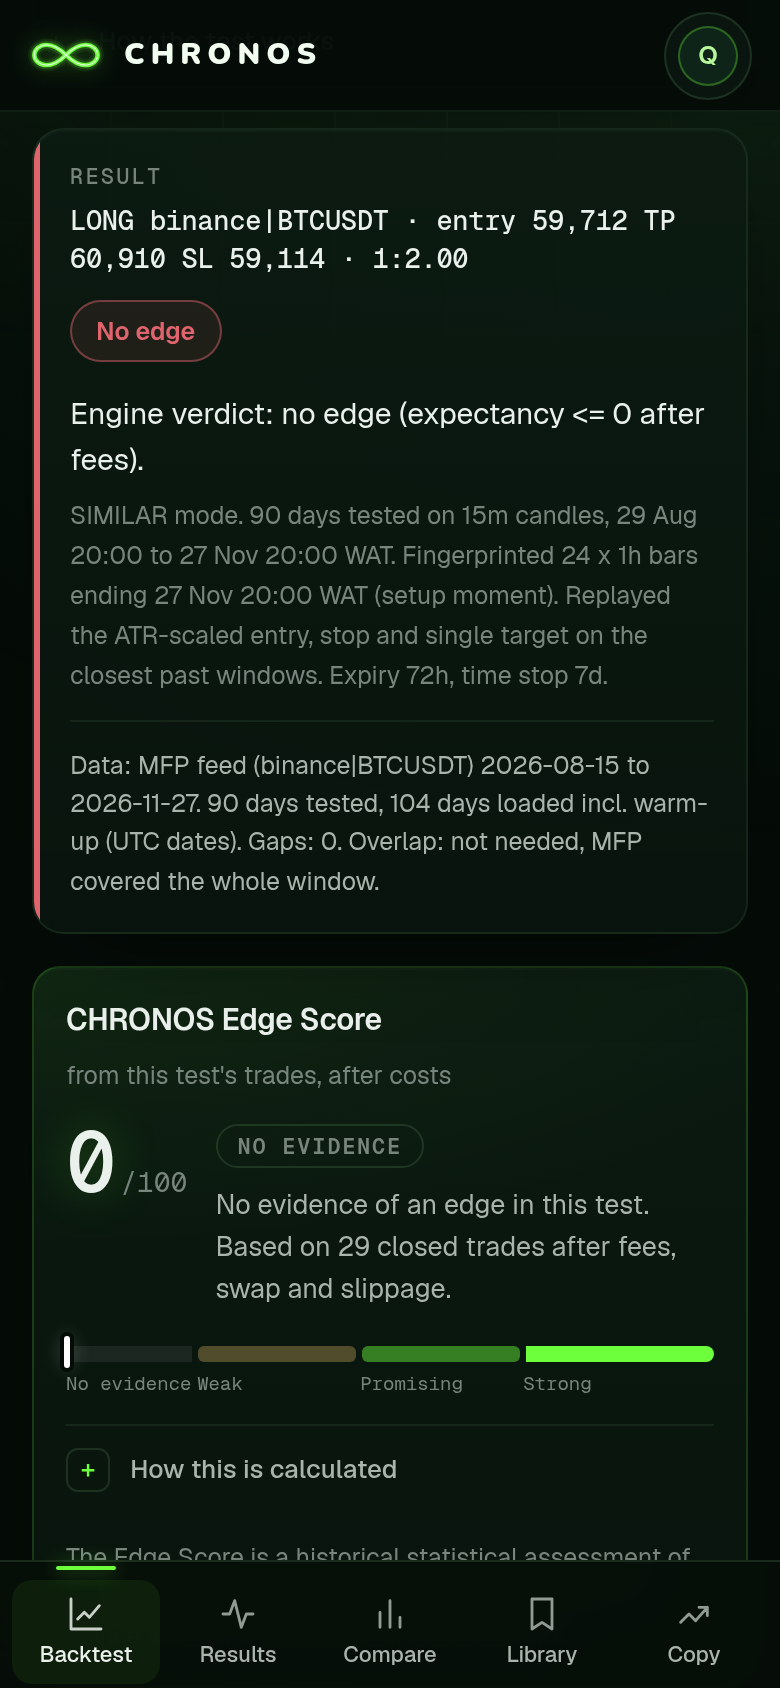 How the test works
CHRONOS
Q
RESULT
LONG binance|BTCUSDT · entry 59,712 TP
60,910 SL 59,114 · 1:2.00
No edge
Engine verdict: no edge (expectancy <= 0 after
fees).
SIMILAR mode. 90 days tested on 15m candles, 29 Aug
20:00 to 27 Nov 20:00 WAT. Fingerprinted 24 x 1h bars
ending 27 Nov 20:00 WAT (setup moment). Replayed
the ATR-scaled entry, stop and single target on the
closest past windows. Expiry 72h, time stop 7d.
Data: MFP feed (binance|BTCUSDT) 2026-08-15 to
2026-11-27. 90 days tested, 104 days loaded incl. warm-
up (UTC dates). Gaps: 0. Overlap: not needed, MFP
covered the whole window.
CHRONOS Edge Score
from this test's trades, after costs
0 /100
NO EVIDENCE
No evidence of an edge in this test.
Based on 29 closed trades after fees,
swap and slippage.
No evidence Weak Promising Strong
+ How this is calculated
The Edge Score is a historical statistical assessment of
Backtest Results Compare Library Copy